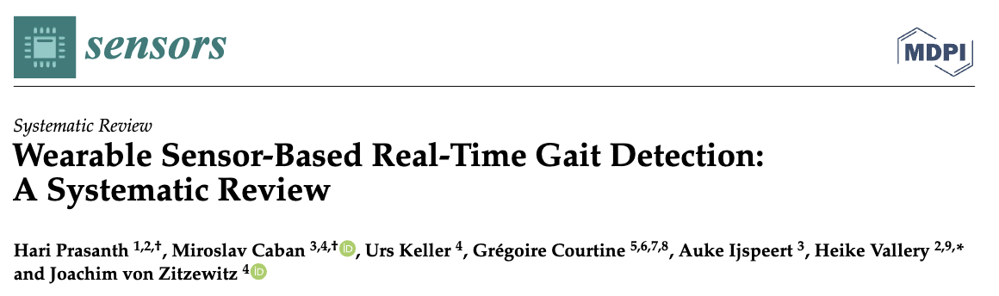 sensors
MDPI
Systematic Review
Wearable Sensor-Based Real-Time Gait Detection:
A Systematic Review
Hari Prasanth 1,2,†, Miroslav Caban 3,4,† iD, Urs Keller 4, Grégoire Courtine 5,6,7,8, Auke Ijspeert 3, Heike Vallery 2,9,*
and Joachim von Zitzewitz 4 iD